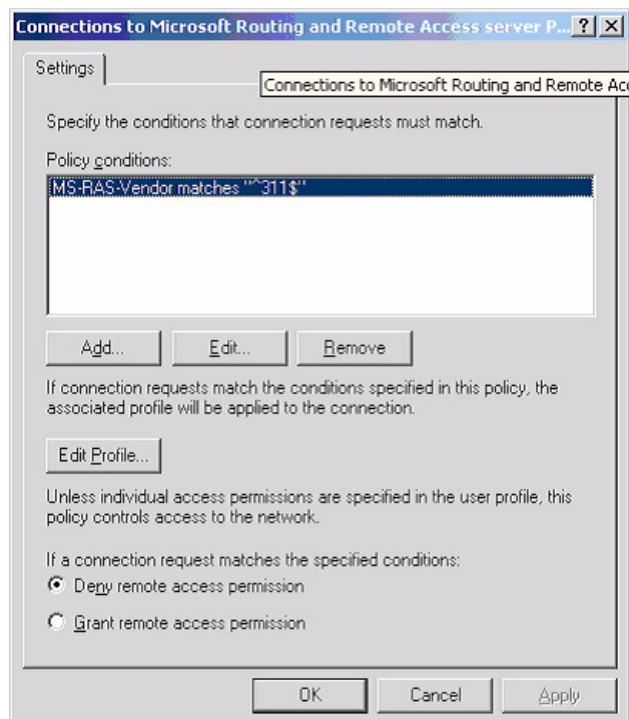 Connections to Microsoft Routing and Remote Access server P...
Settings
Connections to Microsoft Routing and Remote Acc
Specify the conditions that connection requests must match.
Policy conditions:
MS-RAS-Vendor matches "^311$"
Add...
Edit...
Remove
If connection requests match the conditions specified in this policy, the
associated profile will be applied to the connection.
Edit Profile...
Unless individual access permissions are specified in the user profile, this
policy controls access to the network.
If a connection request matches the specified conditions:
Deny remote access permission
Grant remote access permission
OK
Cancel
Apply